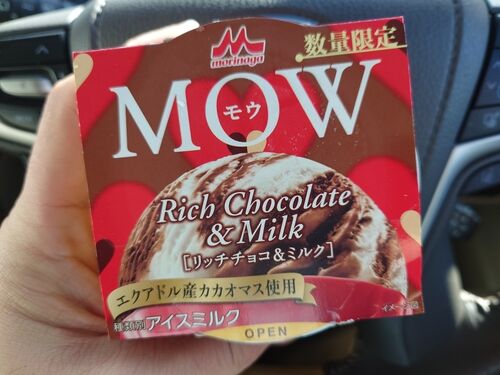 morinaga
数量限定
MOW
モウ
Rich Chocolate
& Milk
[リッチチョコ&ミルク]
エクアドル産カカオマス使用
種類別アイスミルク
イメージ図
OPEN